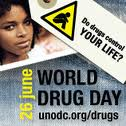 Do drugs control
YOUR LIFE?
26 june
WORLD
DRUG DAY
unodc.org/drugs